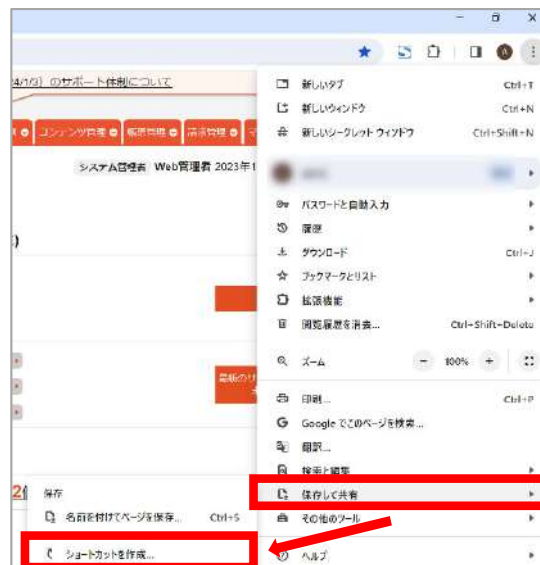 4/1/3）のサポート体制について
コンテンツ管理 帳票管理 請求管理 マ
システム管理者 Web管理者 2023年1
)
最新のサ
2
新しいタブ Ctrl+T
新しいウィンドウ Ctrl+N
新しいシークレット ウィンドウ Ctrl+Shift+N
パスワードと自動入力
履歴
ダウンロード Ctrl+J
ブックマークとリスト
拡張機能
閲覧履歴を消去... Ctrl+Shift+Delete
ズーム - 100% +
印刷... Ctrl+P
Google でこのページを検索...
翻訳...
検索と編集
保存して共有
その他のツール
ヘルプ
保存
名前を付けてページを保存... Ctrl+S
ショートカットを作成...